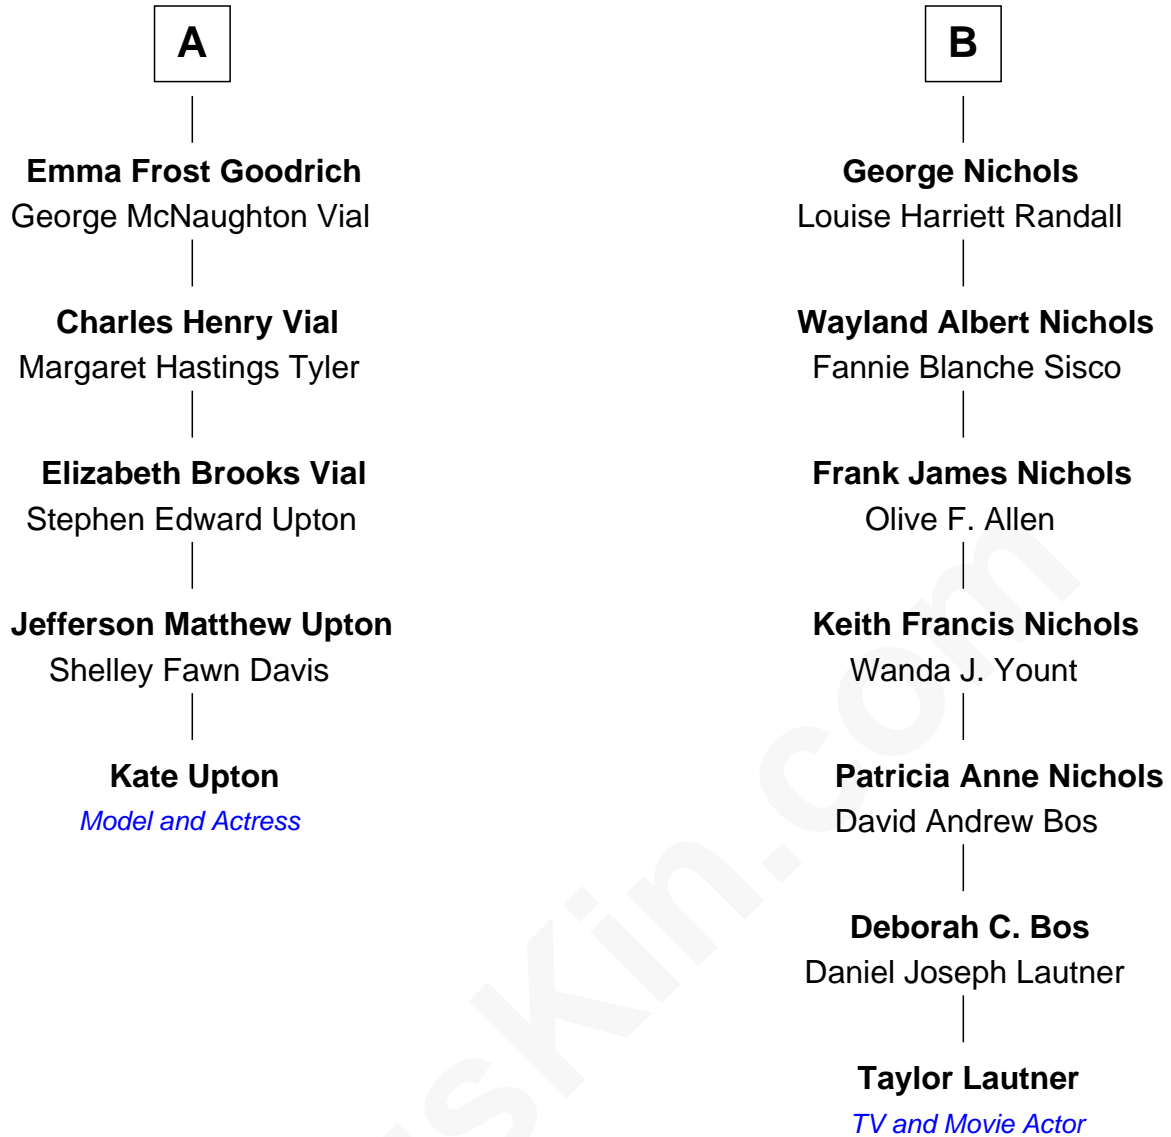 A
Emma Frost Goodrich
George McNaughton Vial
Charles Henry Vial
Margaret Hastings Tyler
Elizabeth Brooks Vial
Stephen Edward Upton
Jefferson Matthew Upton
Shelley Fawn Davis
Kate Upton
Model and Actress
B
George Nichols
Louise Harriett Randall
Wayland Albert Nichols
Fannie Blanche Sisco
Frank James Nichols
Olive F. Allen
Keith Francis Nichols
Wanda J. Yount
Patricia Anne Nichols
David Andrew Bos
Deborah C. Bos
Daniel Joseph Lautner
Taylor Lautner
TV and Movie Actor
sKin.com